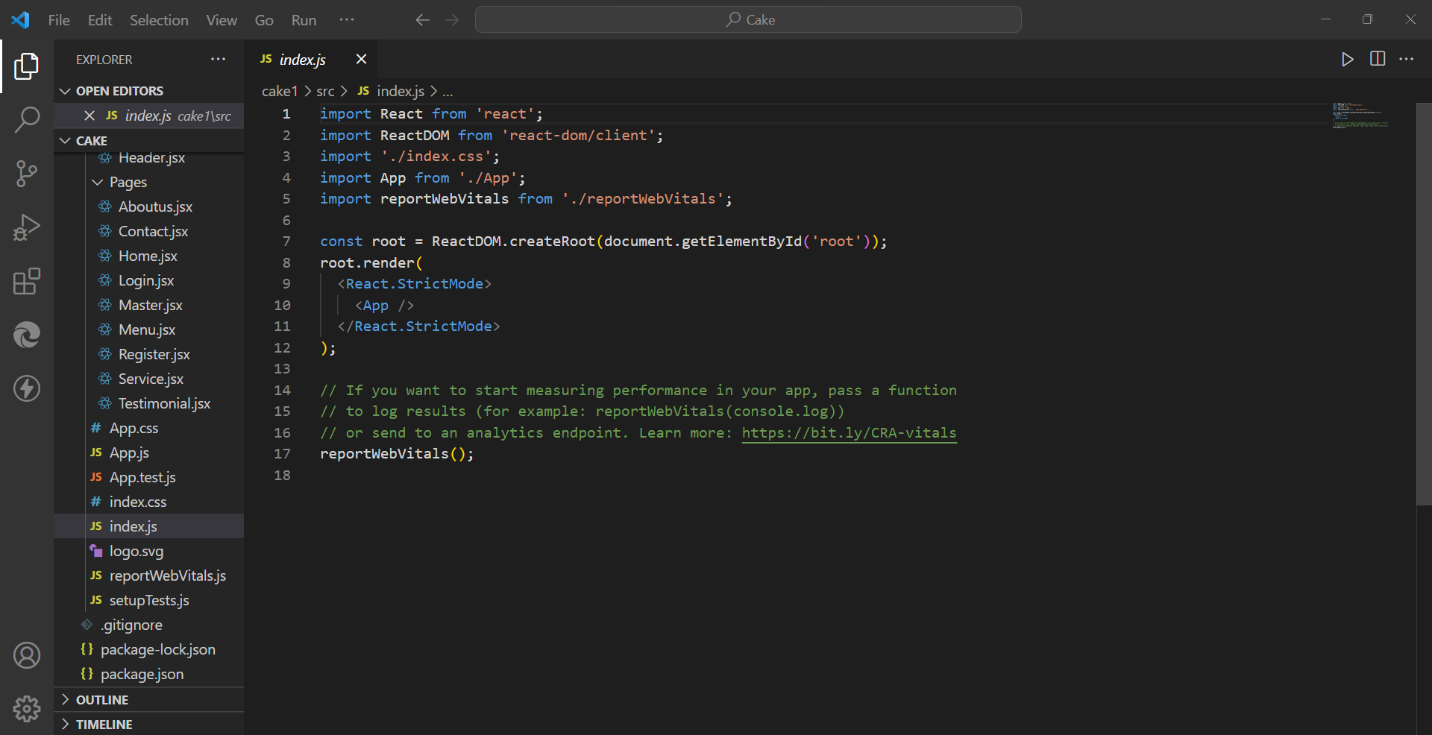 File Edit Selection View Go Run ···
Cake
EXPLORER ···
OPEN EDITORS
JS index.js cake1\src
CAKE
Header.jsx
Pages
Aboutus.jsx
Contact.jsx
Home.jsx
Login.jsx
Master.jsx
Menu.jsx
Register.jsx
Service.jsx
Testimonial.jsx
# App.css
JS App.js
JS App.test.js
# index.css
JS index.js
logo.svg
JS reportWebVitals.js
JS setupTests.js
.gitignore
{} package-lock.json
{} package.json
OUTLINE
TIMELINE
JS index.js
cake1 > src > JS index.js > ...
1 import React from 'react';
2 import ReactDOM from 'react-dom/client';
3 import './index.css';
4 import App from './App';
5 import reportWebVitals from './reportWebVitals';
6
7 const root = ReactDOM.createRoot(document.getElementById('root'));
8 root.render(
9   <React.StrictMode>
10     <App />
11   </React.StrictMode>
12 );
13
14 // If you want to start measuring performance in your app, pass a function
15 // to log results (for example: reportWebVitals(console.log))
16 // or send to an analytics endpoint. Learn more: https://bit.ly/CRA-vitals
17 reportWebVitals();
18